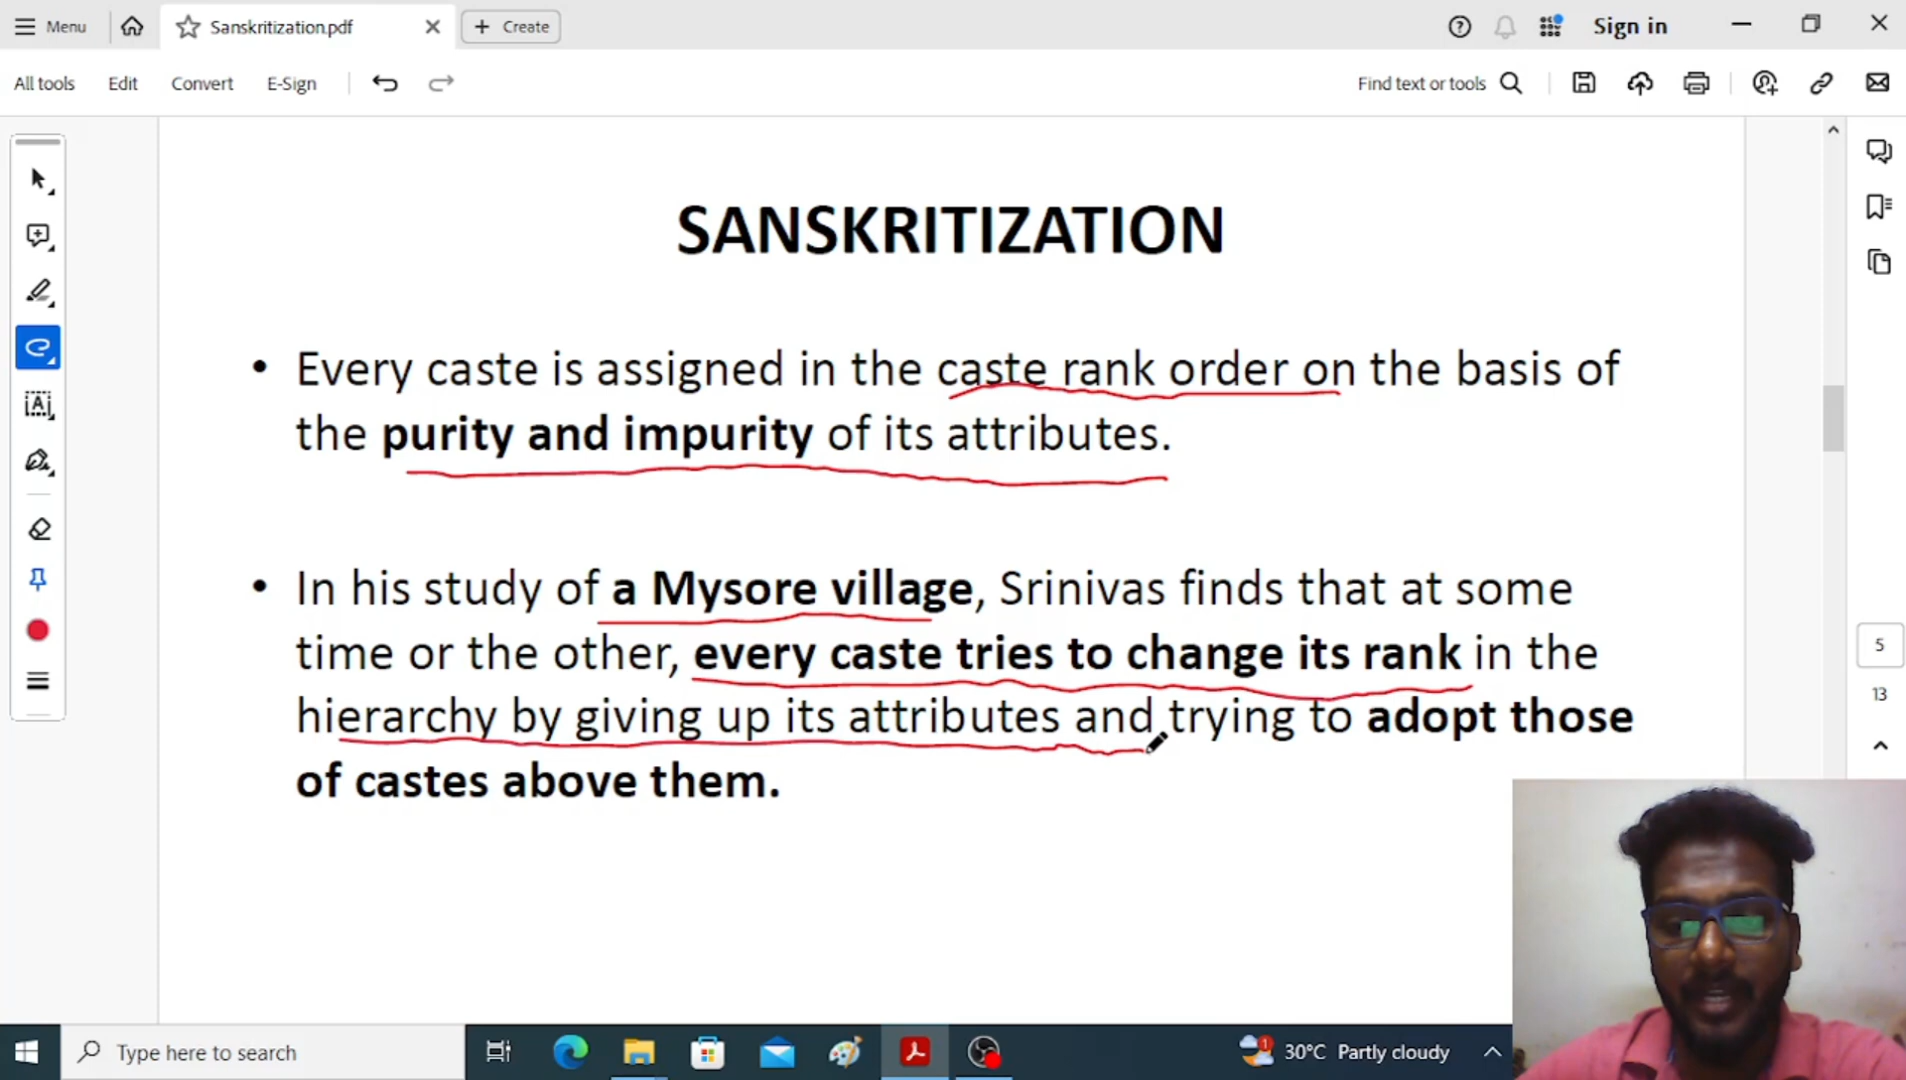 Menu
Sanskritization.pdf
Create
Sign in
All tools
Edit
Convert
E-Sign
Find text or tools
SANSKRITIZATION
• Every caste is assigned in the caste rank order on the basis of
the purity and impurity of its attributes.
• In his study of a Mysore village, Srinivas finds that at some
time or the other, every caste tries to change its rank in the
hierarchy by giving up its attributes and trying to adopt those
of castes above them.
5
13
Type here to search
1
30°C Partly cloudy